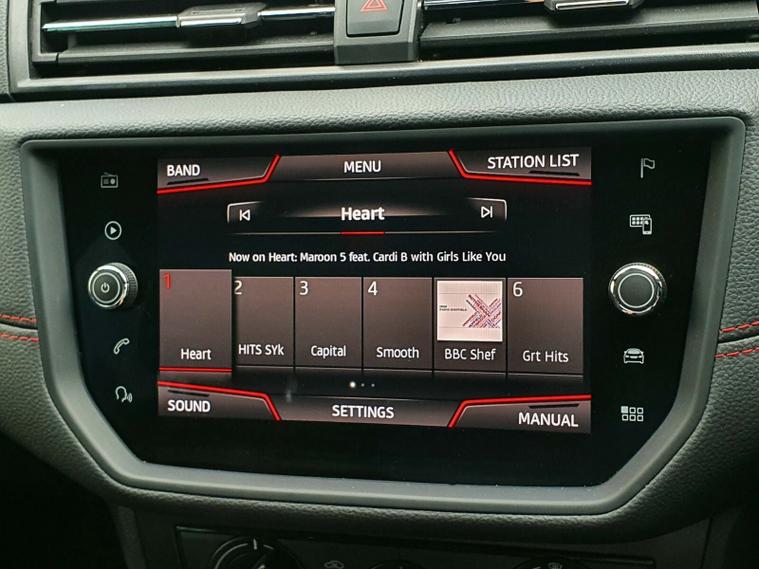 BAND
MENU
STATION LIST
Heart
Now on Heart: Maroon 5 feat. Cardi B with Girls Like You
1
2
3
4
6
Heart
HITS SYk
Capital
Smooth
BBC Shef
Grt Hits
SOUND
SETTINGS
MANUAL